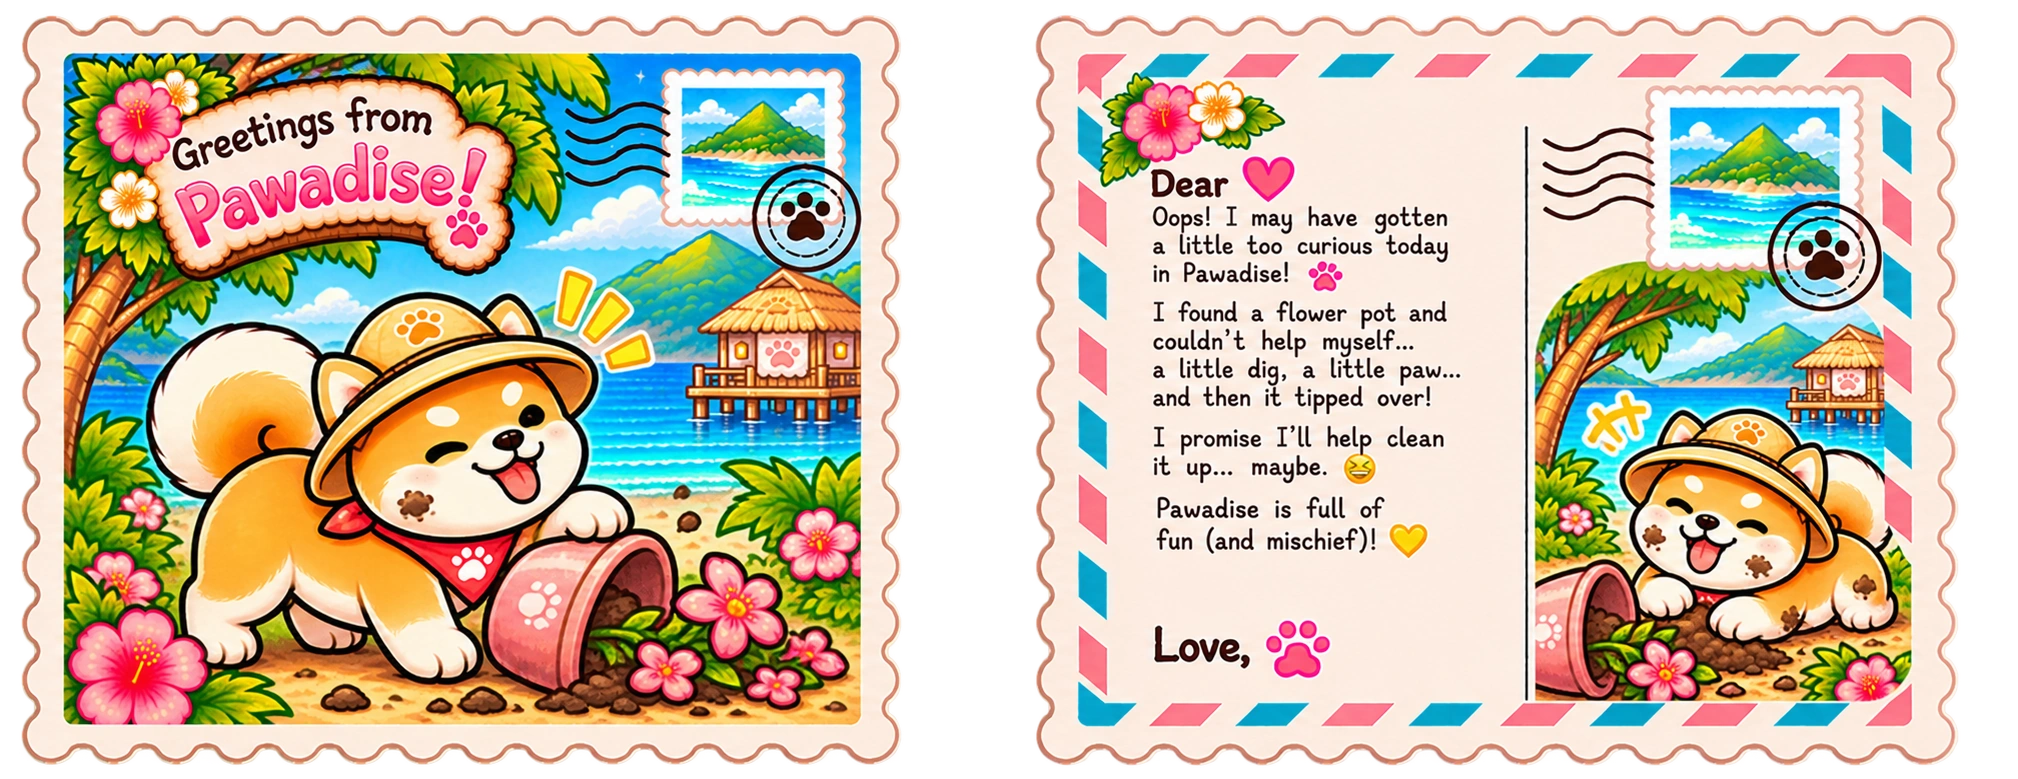 Greetings from
Pawadise!
Dear
Oops! I may have gotten
a little too curious today
in Pawadise!
I found a flower pot and
couldn't help myself...
a little dig, a little paw...
and then it tipped over!
I promise I'll help clean
it up... maybe.
Pawadise is full of
fun (and mischief)!
Love,